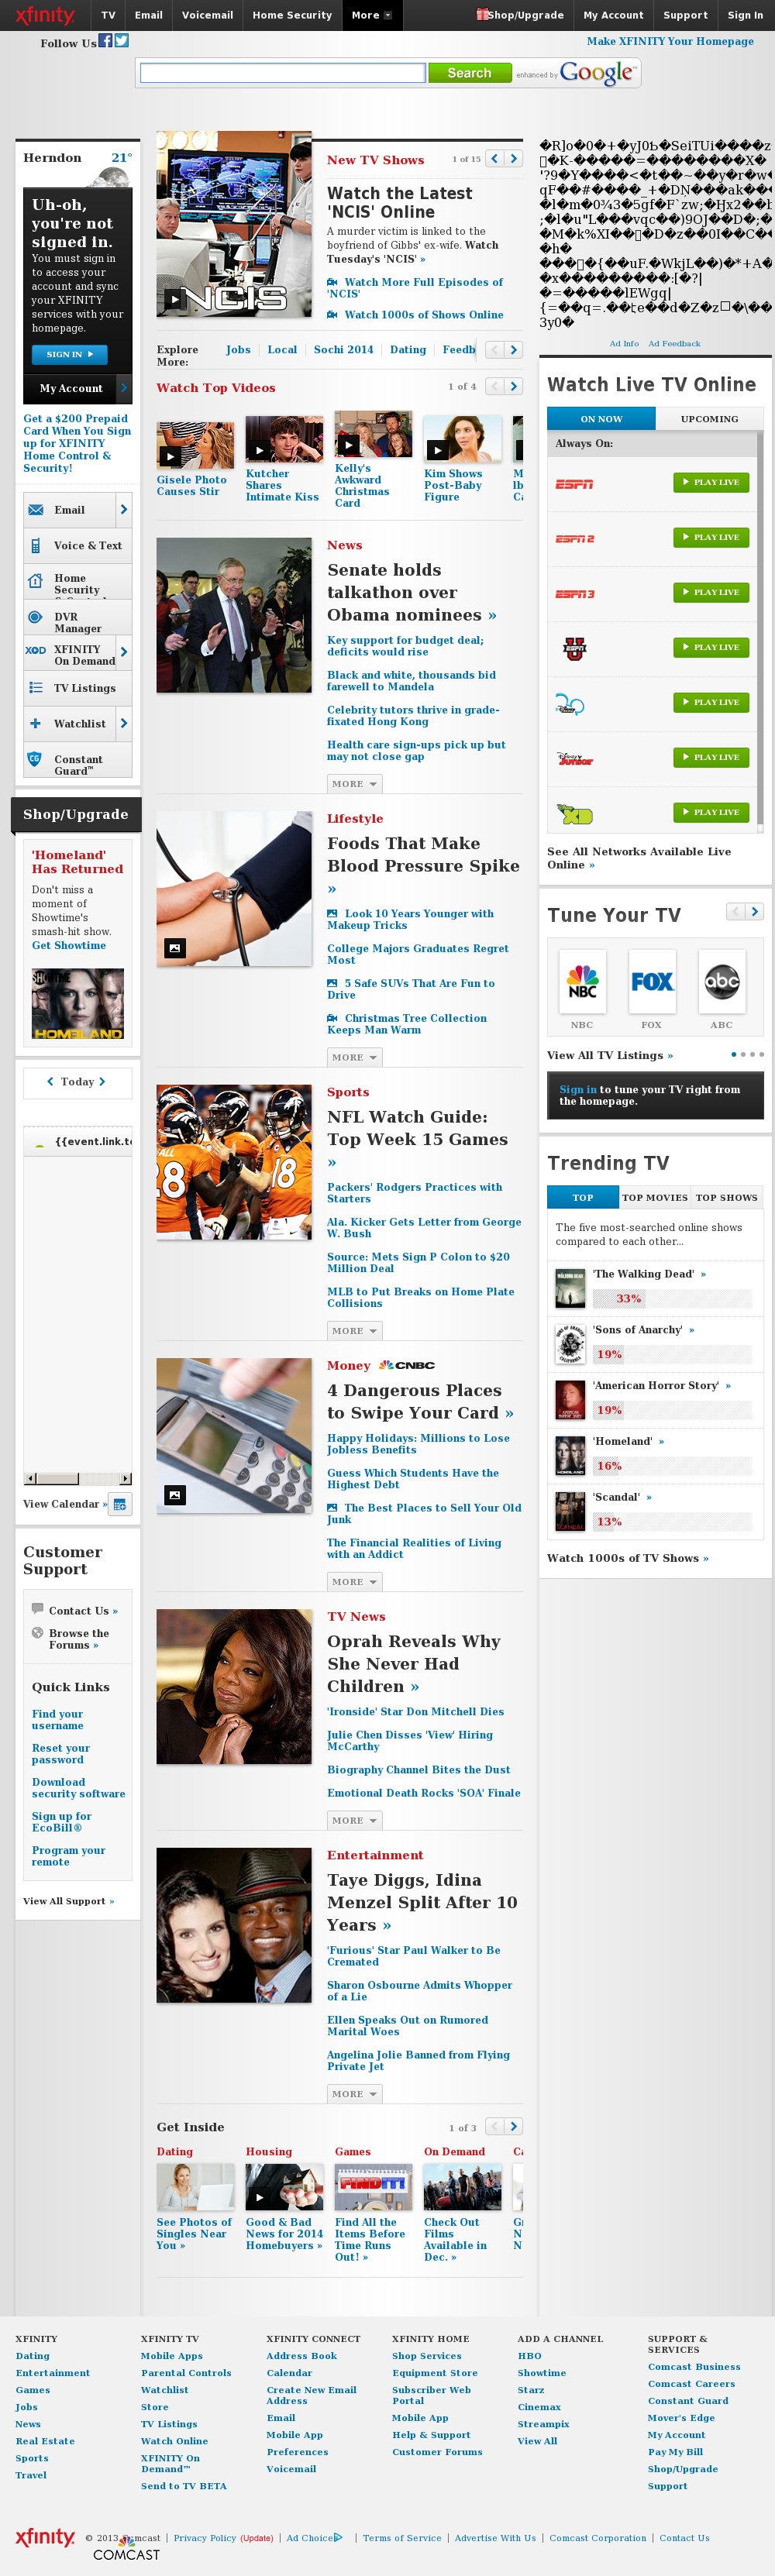 xfinity
TV
Email
Voicemail
Home Security
More
Shop/Upgrade
My Account
Support
Sign In
Follow Us
Make XFINITY Your Homepage
Search
enhanced by Google™
Herndon
21°
Uh-oh,
you're not
signed in.
You must sign in
to access your
account and sync
your XFINITY
services with your
homepage.
SIGN IN
My Account
Get a $200 Prepaid
Card When You Sign
up for XFINITY
Home Control &
Security!
Email
Voice & Text
Home
Security
DVR
Manager
XFINITY
On Demand
TV Listings
Watchlist
Constant
Guard™
Shop/Upgrade
'Homeland'
Has Returned
Don't miss a
moment of
Showtime's
smash-hit show.
Get Showtime
SHOWTIME
HOMELAND
Today
{{event.link.te
View Calendar »
Customer
Support
Contact Us »
Browse the
Forums »
Quick Links
Find your
username
Reset your
password
Download
security software
Sign up for
EcoBill®
Program your
remote
View All Support »
NCIS
New TV Shows
1 of 15
Watch the Latest
'NCIS' Online
A murder victim is linked to the
boyfriend of Gibbs' ex-wife. Watch
Tuesday's 'NCIS' »
Watch More Full Episodes of
'NCIS'
Watch 1000s of Shows Online
Explore
More:
Jobs
Local
Sochi 2014
Dating
Feedb
Watch Top Videos
1 of 4
Gisele Photo
Causes Stir
Kutcher
Shares
Intimate Kiss
Kelly's
Awkward
Christmas
Card
Kim Shows
Post-Baby
Figure
News
Senate holds
talkathon over
Obama nominees »
Key support for budget deal;
deficits would rise
Black and white, thousands bid
farewell to Mandela
Celebrity tutors thrive in grade-
fixated Hong Kong
Health care sign-ups pick up but
may not close gap
MORE
Lifestyle
Foods That Make
Blood Pressure Spike
»
Look 10 Years Younger with
Makeup Tricks
College Majors Graduates Regret
Most
5 Safe SUVs That Are Fun to
Drive
Christmas Tree Collection
Keeps Man Warm
MORE
Sports
NFL Watch Guide:
Top Week 15 Games
»
Packers' Rodgers Practices with
Starters
Ala. Kicker Gets Letter from George
W. Bush
Source: Mets Sign P Colon to $20
Million Deal
MLB to Put Breaks on Home Plate
Collisions
MORE
Money
CNBC
4 Dangerous Places
to Swipe Your Card »
Happy Holidays: Millions to Lose
Jobless Benefits
Guess Which Students Have the
Highest Debt
The Best Places to Sell Your Old
Junk
The Financial Realities of Living
with an Addict
MORE
TV News
Oprah Reveals Why
She Never Had
Children »
'Ironside' Star Don Mitchell Dies
Julie Chen Disses 'View' Hiring
McCarthy
Biography Channel Bites the Dust
Emotional Death Rocks 'SOA' Finale
MORE
Entertainment
Taye Diggs, Idina
Menzel Split After 10
Years »
'Furious' Star Paul Walker to Be
Cremated
Sharon Osbourne Admits Whopper
of a Lie
Ellen Speaks Out on Rumored
Marital Woes
Angelina Jolie Banned from Flying
Private Jet
MORE
Get Inside
1 of 3
Dating
Housing
Games
On Demand
FINDIT!
See Photos of
Singles Near
You »
Good & Bad
News for 2014
Homebuyers »
Find All the
Items Before
Time Runs
Out! »
Check Out
Films
Available in
Dec. »
Ad Info
Ad Feedback
Watch Live TV Online
ON NOW
UPCOMING
Always On:
ESPN
PLAY LIVE
ESPN 2
PLAY LIVE
ESPN 3
PLAY LIVE
ESPN U
PLAY LIVE
Disney
PLAY LIVE
Disney Junior
PLAY LIVE
XD
PLAY LIVE
See All Networks Available Live
Online »
Tune Your TV
NBC
FOX
abc
NBC
FOX
ABC
View All TV Listings »
Sign in to tune your TV right from
the homepage.
Trending TV
TOP
TOP MOVIES
TOP SHOWS
The five most-searched online shows
compared to each other...
'The Walking Dead' »
33%
'Sons of Anarchy' »
19%
'American Horror Story' »
19%
'Homeland' »
16%
'Scandal' »
13%
Watch 1000s of TV Shows »
XFINITY
Dating
Entertainment
Games
Jobs
News
Real Estate
Sports
Travel
XFINITY TV
Mobile Apps
Parental Controls
Watchlist
Store
TV Listings
Watch Online
XFINITY On
Demand™
Send to TV BETA
XFINITY CONNECT
Address Book
Calendar
Create New Email
Address
Email
Mobile App
Preferences
Voicemail
XFINITY HOME
Shop Services
Equipment Store
Subscriber Web
Portal
Mobile App
Help & Support
Customer Forums
ADD A CHANNEL
HBO
Showtime
Starz
Cinemax
Streampix
View All
SUPPORT &
SERVICES
Comcast Business
Comcast Careers
Constant Guard
Mover's Edge
My Account
Pay My Bill
Shop/Upgrade
Support
xfinity
© 2013 Comcast
Privacy Policy (Update)
Ad Choices
Terms of Service
Advertise With Us
Comcast Corporation
Contact Us
COMCAST